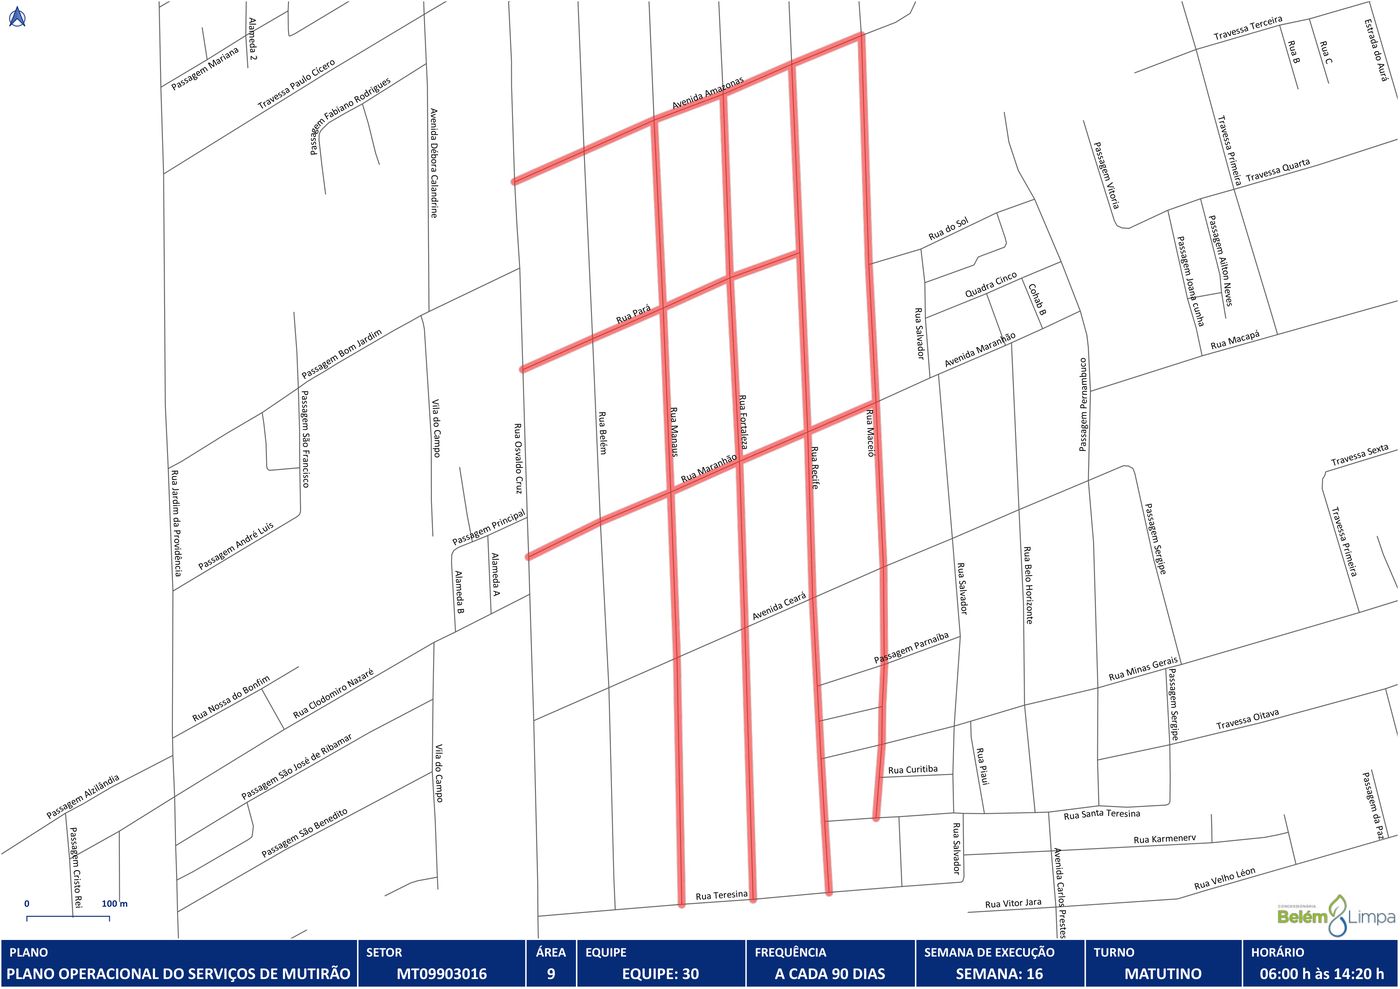 Passagem Mariana
Alameda 2
Travessa Paulo Cícero
Passagem Fabiano Rodrigues
Avenida Débora Calandrine
Avenida Amazonas
Travessa Terceira
Rua B
Rua C
Estrada do Aurá
Travessa Primeira
Travessa Quarta
Passagem Vitoria
Passagem Joana cunha
Passagem Ailton Neves
Rua Macapá
Rua do Sol
Quadra Cinco
Cohab B
Rua Salvador
Avenida Maranhão
Passagem Pernambuco
Rua Pará
Passagem Bom Jardim
Passagem São Francisco
Vila do Campo
Rua Osvaldo Cruz
Rua Belém
Rua Manaus
Rua Fortaleza
Rua Maranhão
Rua Recife
Rua Maceió
Rua Jardim da Providência
Passagem André Luis
Passagem Principal
Alameda B
Alameda A
Travessa Sexta
Travessa Primeira
Passagem Sergipe
Rua Belo Horizonte
Rua Salvador
Avenida Ceará
Passagem Parnaíba
Rua Minas Gerais
Passagem Sergipe
Travessa Oitava
Rua Nossa do Bonfim
Rua Clodomiro Nazaré
Passagem São José de Ribamar
Passagem São Benedito
Vila do Campo
Passagem Alzilândia
Passagem Cristo Rei
Rua Curitiba
Rua Piaui
Rua Santa Teresina
Rua Salvador
Rua Karmenerv
Avenida Carlos Prestes
Passagem da Paz
Rua Velho Léon
Rua Vitor Jara
Rua Teresina
0 100 m
CONCESSIONÁRIA
Belém Limpa
PLANO
PLANO OPERACIONAL DO SERVIÇOS DE MUTIRÃO
SETOR
MT09903016
ÁREA
9
EQUIPE
EQUIPE: 30
FREQUÊNCIA
A CADA 90 DIAS
SEMANA DE EXECUÇÃO
SEMANA: 16
TURNO
MATUTINO
HORÁRIO
06:00 h às 14:20 h